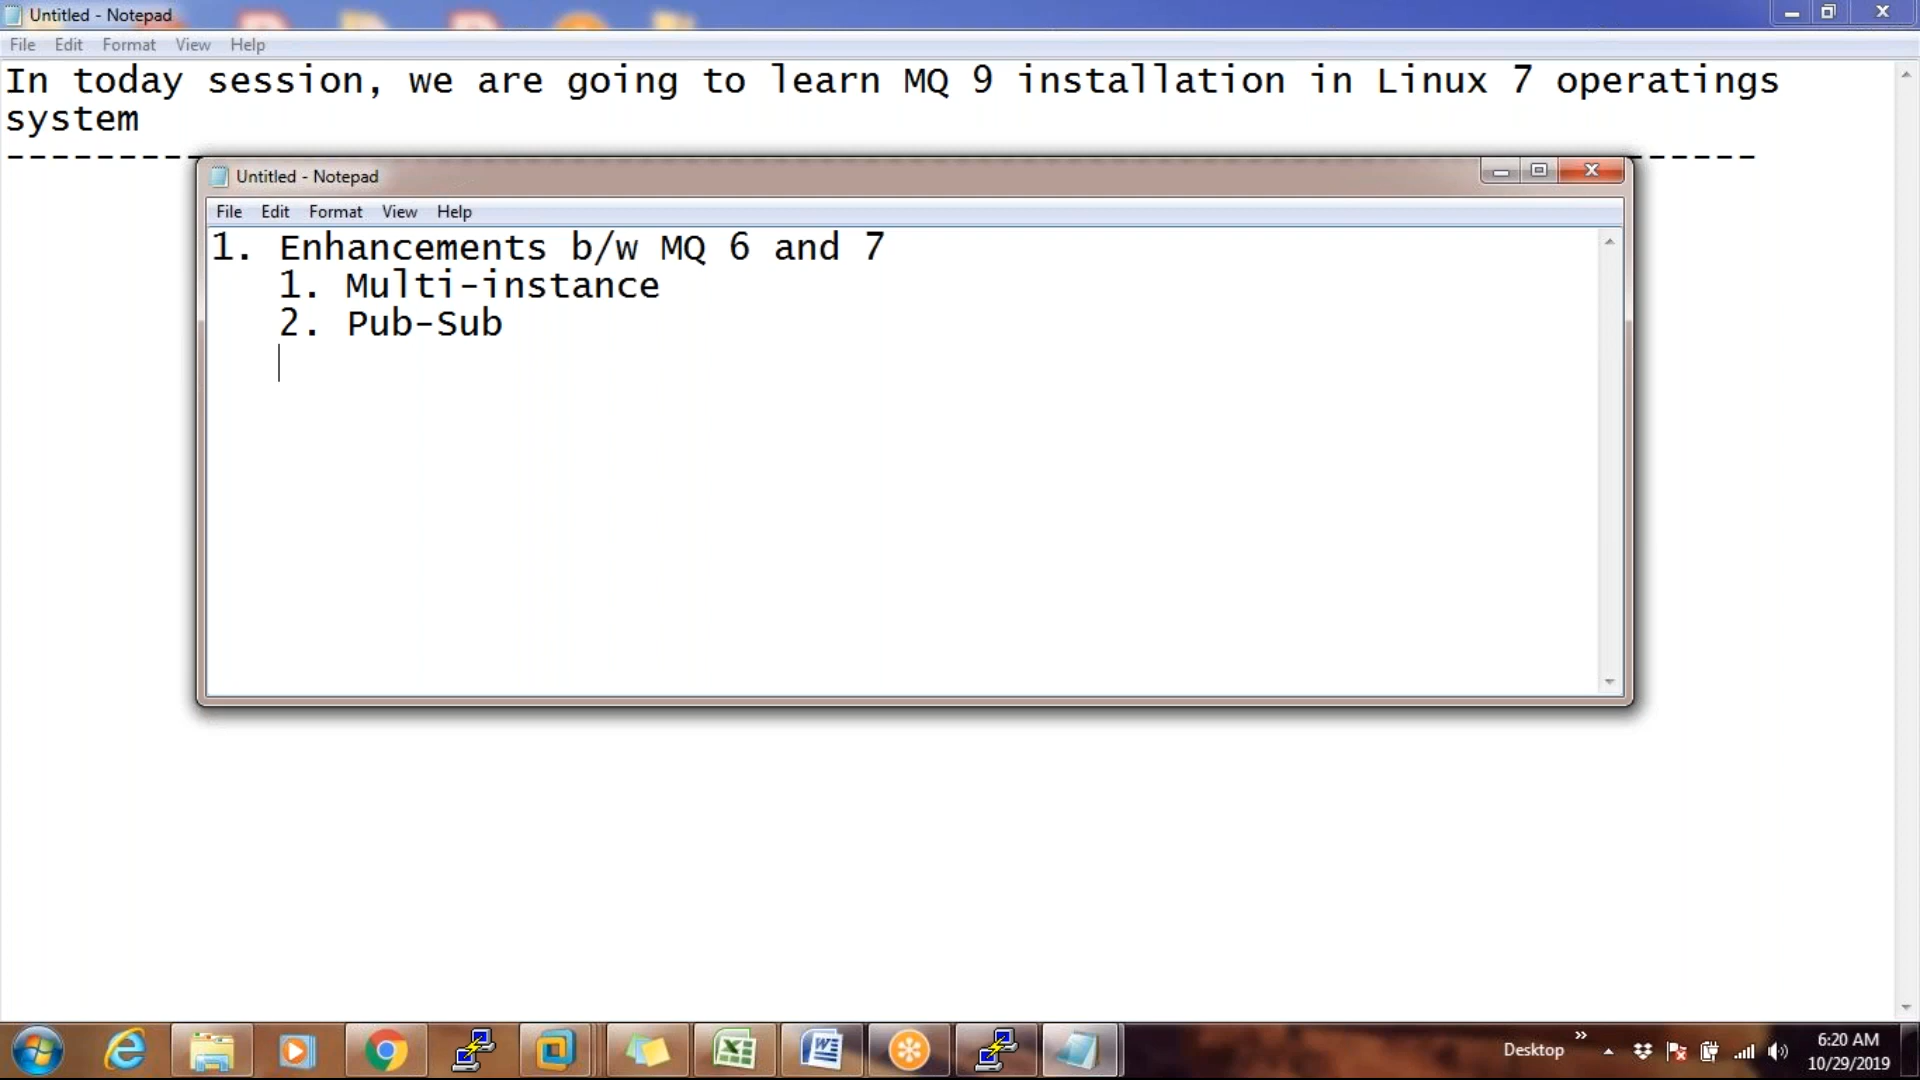 Untitled - Notepad
File Edit Format View Help
In today session, we are going to learn MQ 9 installation in Linux 7 operatings
system
Untitled - Notepad
File Edit Format View Help
1. Enhancements b/w MQ 6 and 7
1. Multi-instance
2. Pub-Sub
Desktop
6:20 AM
10/29/2019